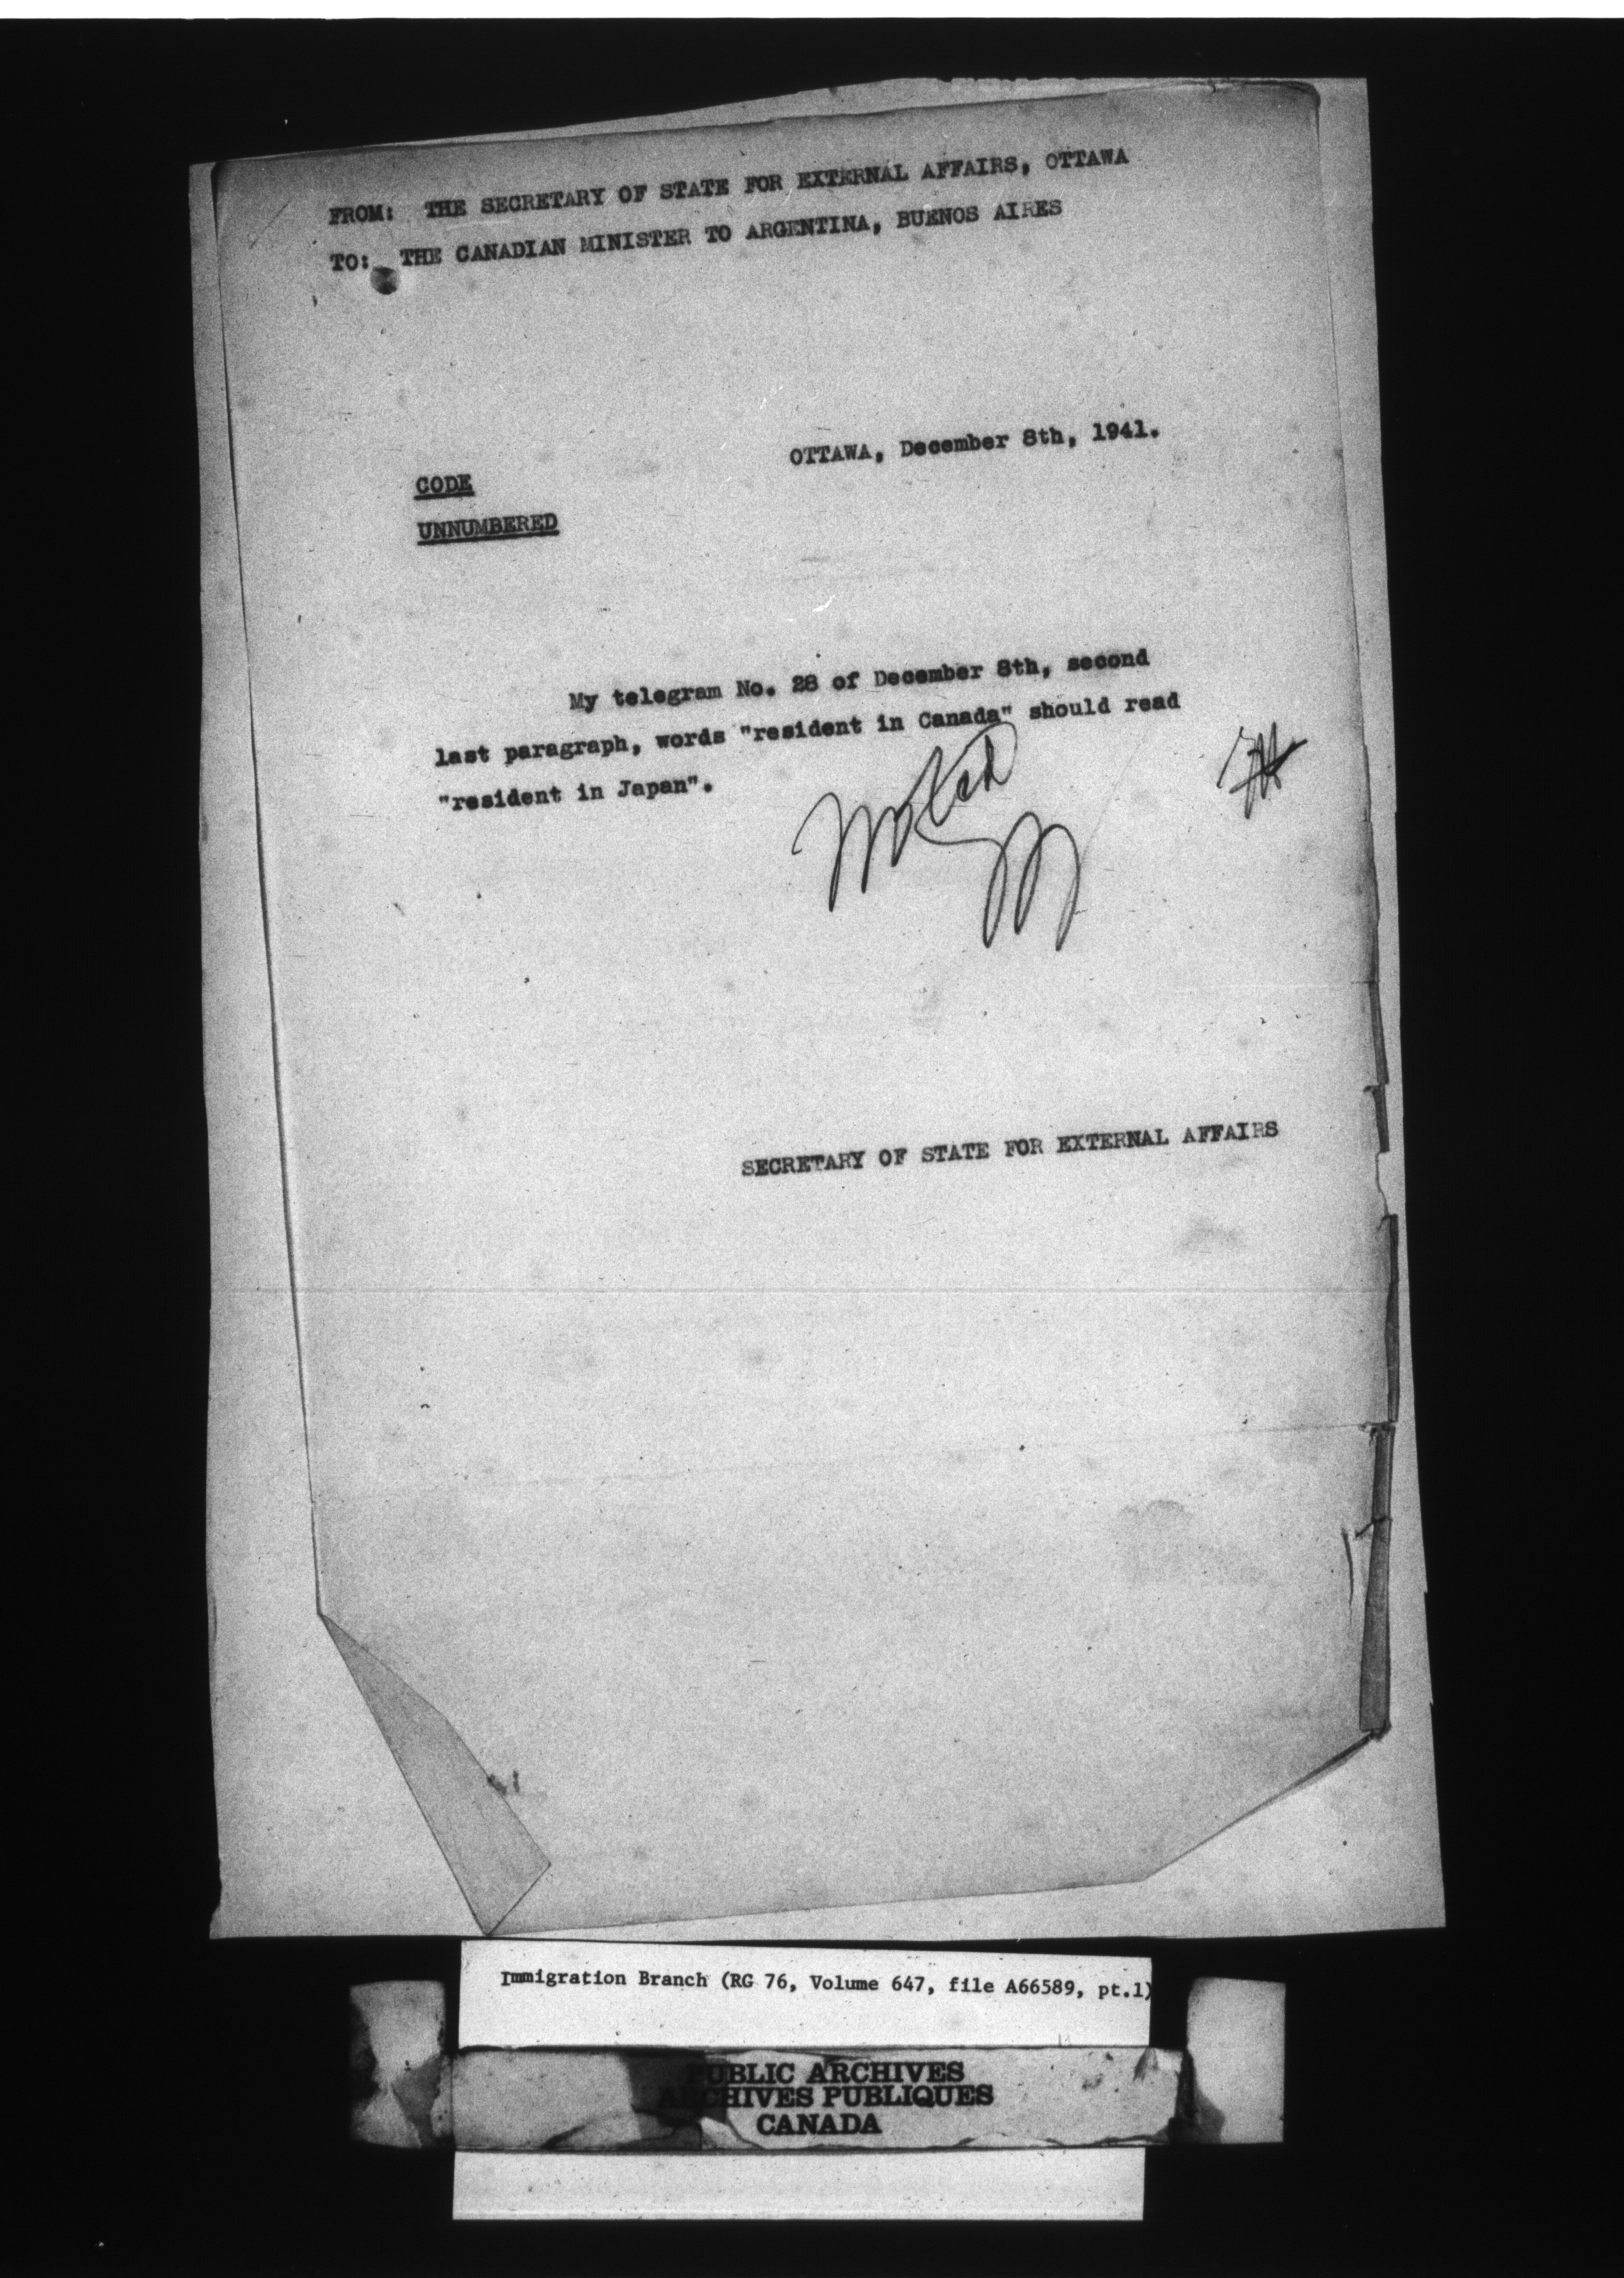 FROM: THE SECRETARY OF STATE FOR EXTERNAL AFFAIRS, OTTAWA
TO: THE CANADIAN MINISTER TO ARGENTINA, BUENOS AIRES
OTTAWA, December 8th, 1941.
CODE
UNNUMBERED
My telegram No. 28 of December 8th, second
last paragraph, words "resident in Canada" should read
"resident in Japan".
Noted
SECRETARY OF STATE FOR EXTERNAL AFFAIRS
Immigration Branch (RG 76, Volume 647, file A66589, pt.1)
PUBLIC ARCHIVES
ARCHIVES PUBLIQUES
CANADA